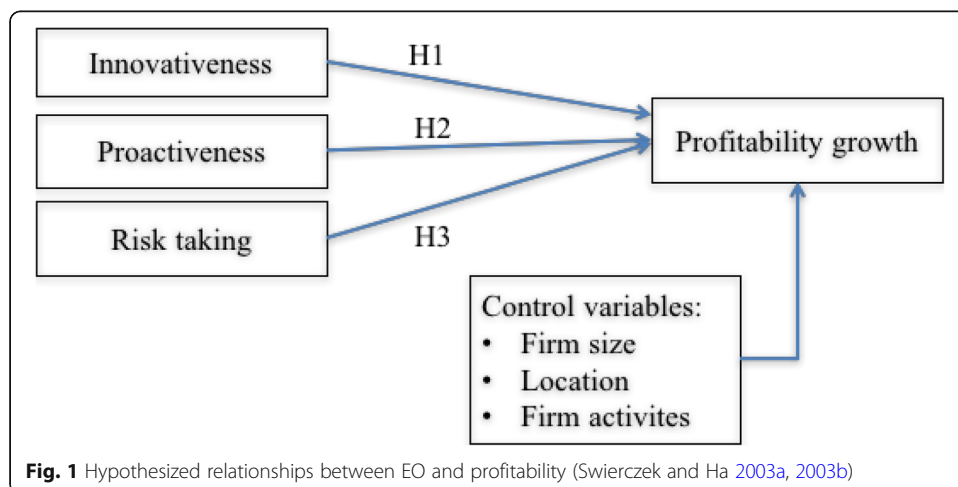 Innovativeness
H1
Proactiveness
H2
Profitability growth
Risk taking
H3
Control variables:
• Firm size
• Location
• Firm activites
Fig. 1 Hypothesized relationships between EO and profitability (Swierczek and Ha 2003a, 2003b)